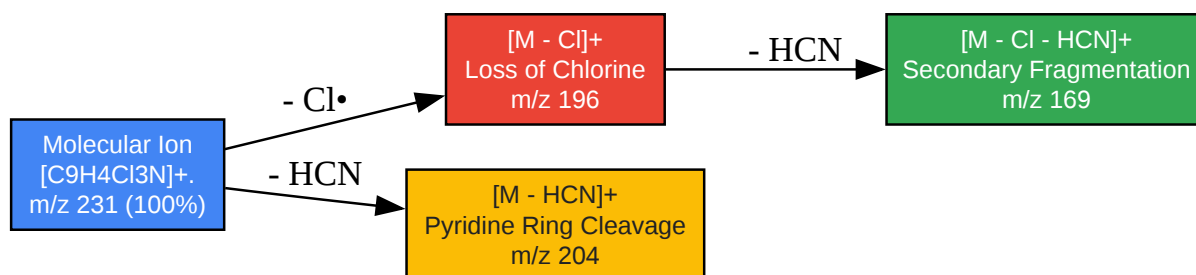 Molecular Ion
[C9H4Cl3N]+.
m/z 231 (100%)
- Cl•
[M - Cl]+
Loss of Chlorine
m/z 196
- HCN
[M - Cl - HCN]+
Secondary Fragmentation
m/z 169
- HCN
[M - HCN]+
Pyridine Ring Cleavage
m/z 204